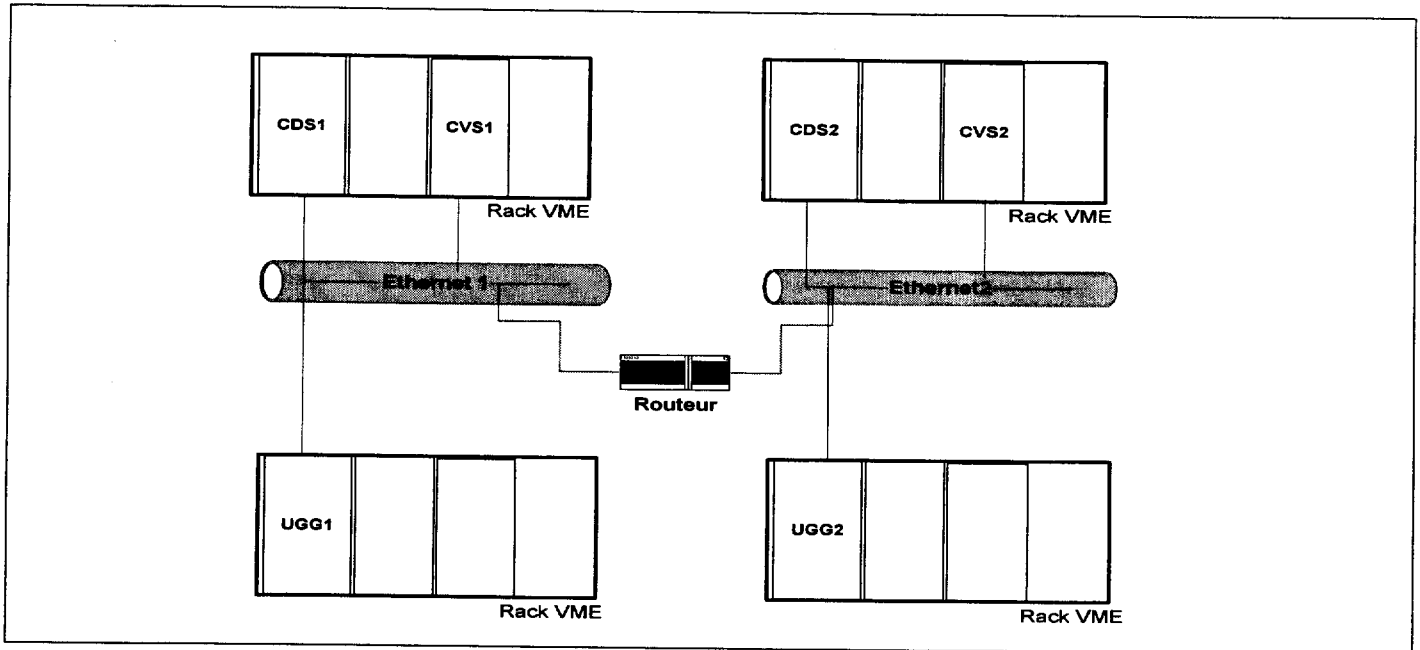 CDS1
CVS1
CDS2
CVS2
Rack VME
Rack VME
Ethernet 1
Ethernet2
Routeur
UGG1
UGG2
Rack VME
Rack VME